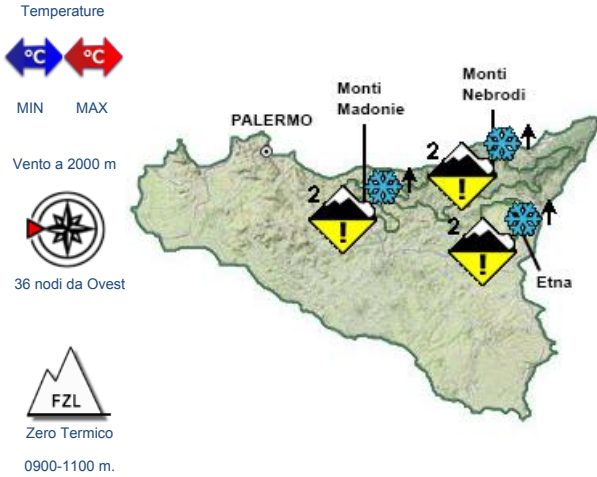 Temperature
°C °C
MIN MAX
Vento a 2000 m
36 nodi da Ovest
FZL
Zero Termico
0900-1100 m.
Monti
Madonie
Monti
Nebrodi
PALERMO
2
!
2
!
2
!
Etna